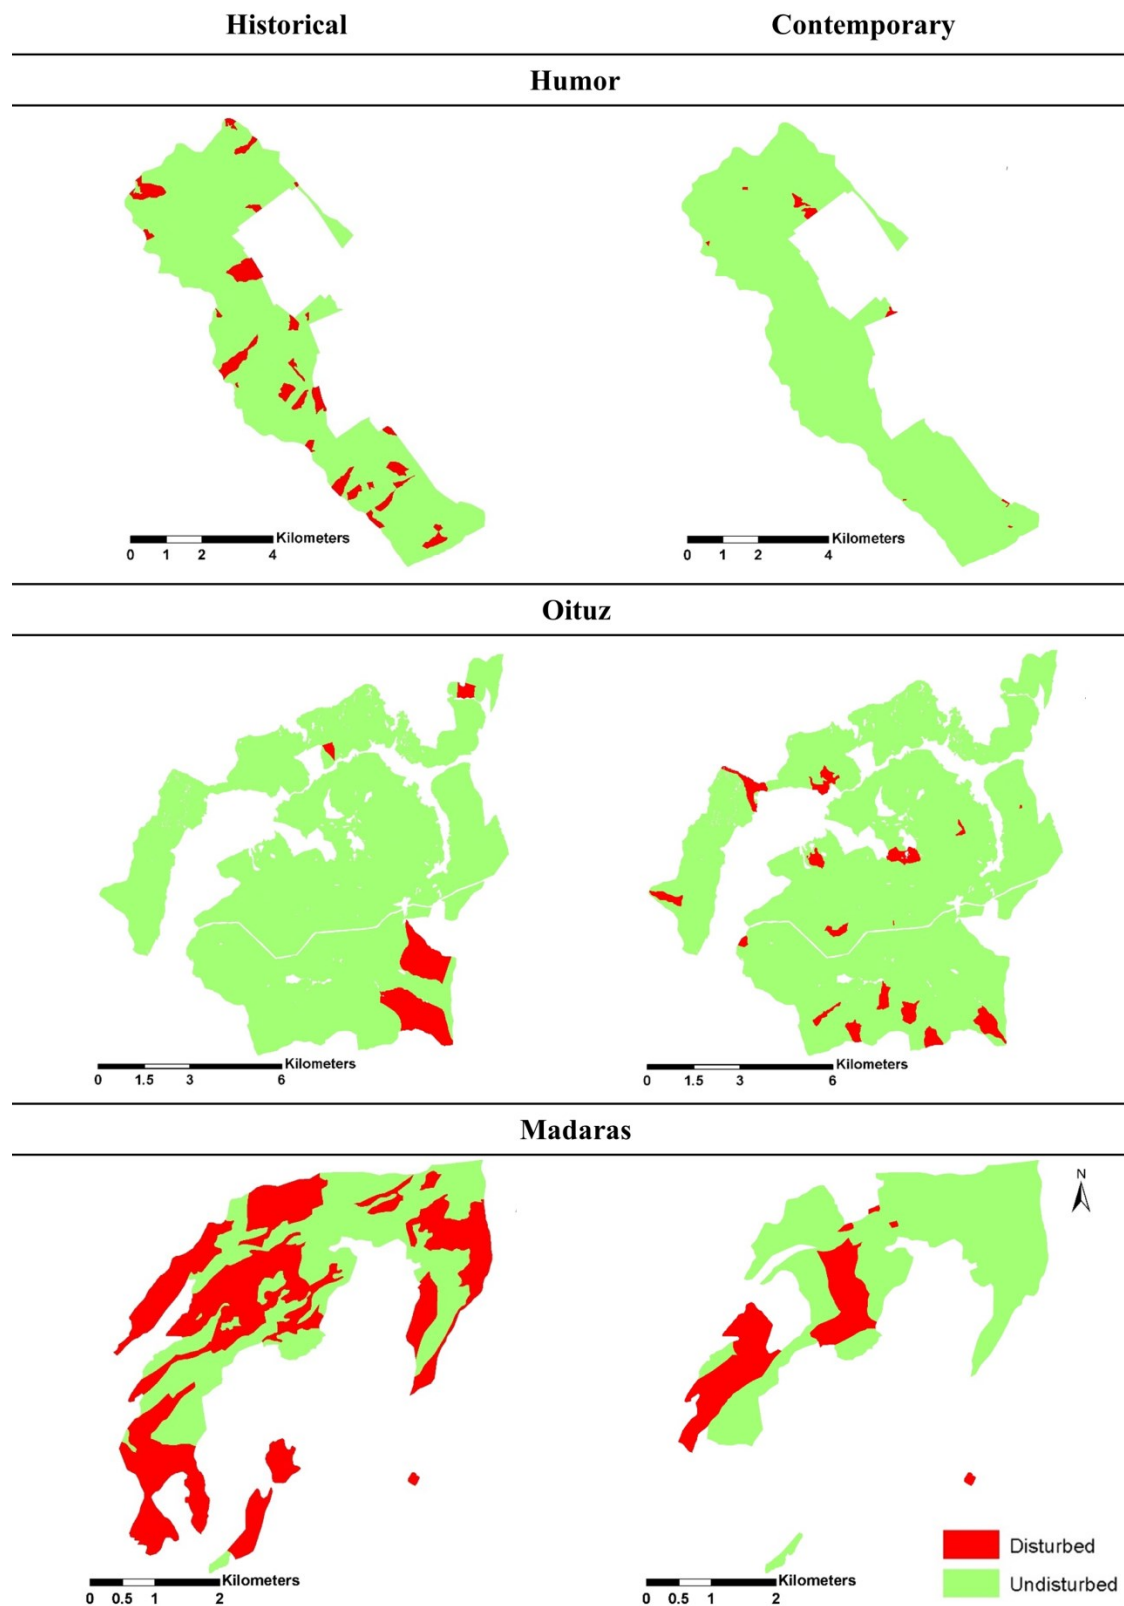 Historical Contemporary
Humor
Kilometers Kilometers
0 1 2 4 0 1 2 4
Oituz
Kilometers Kilometers
0 1.5 3 6 0 1.5 3 6
Madaras
N
Disturbed
Kilometers Kilometers
Undisturbed
0 0.5 1 2 0 0.5 1 2